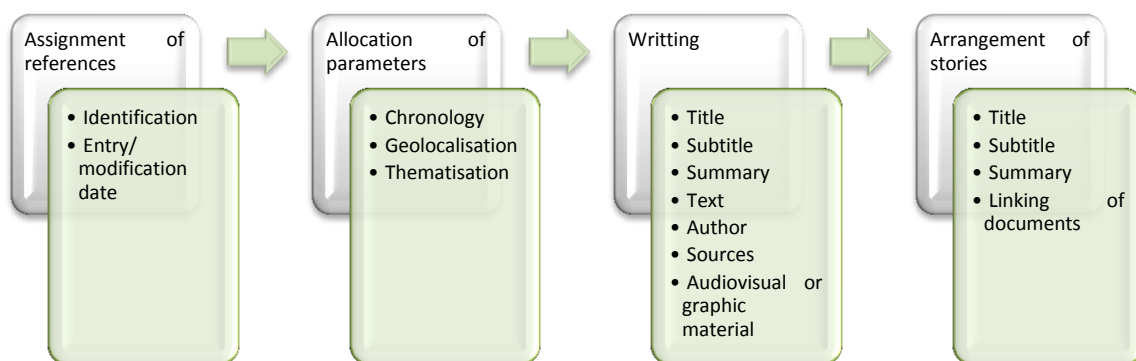 Assignment of
references
• Identification
• Entry/
modification
date
Allocation of
parameters
• Chronology
• Geolocalisation
• Thematisation
Writting
• Title
• Subtitle
• Summary
• Text
• Author
• Sources
• Audiovisual or
graphic
material
Arrangement of
stories
• Title
• Subtitle
• Summary
• Linking of
documents